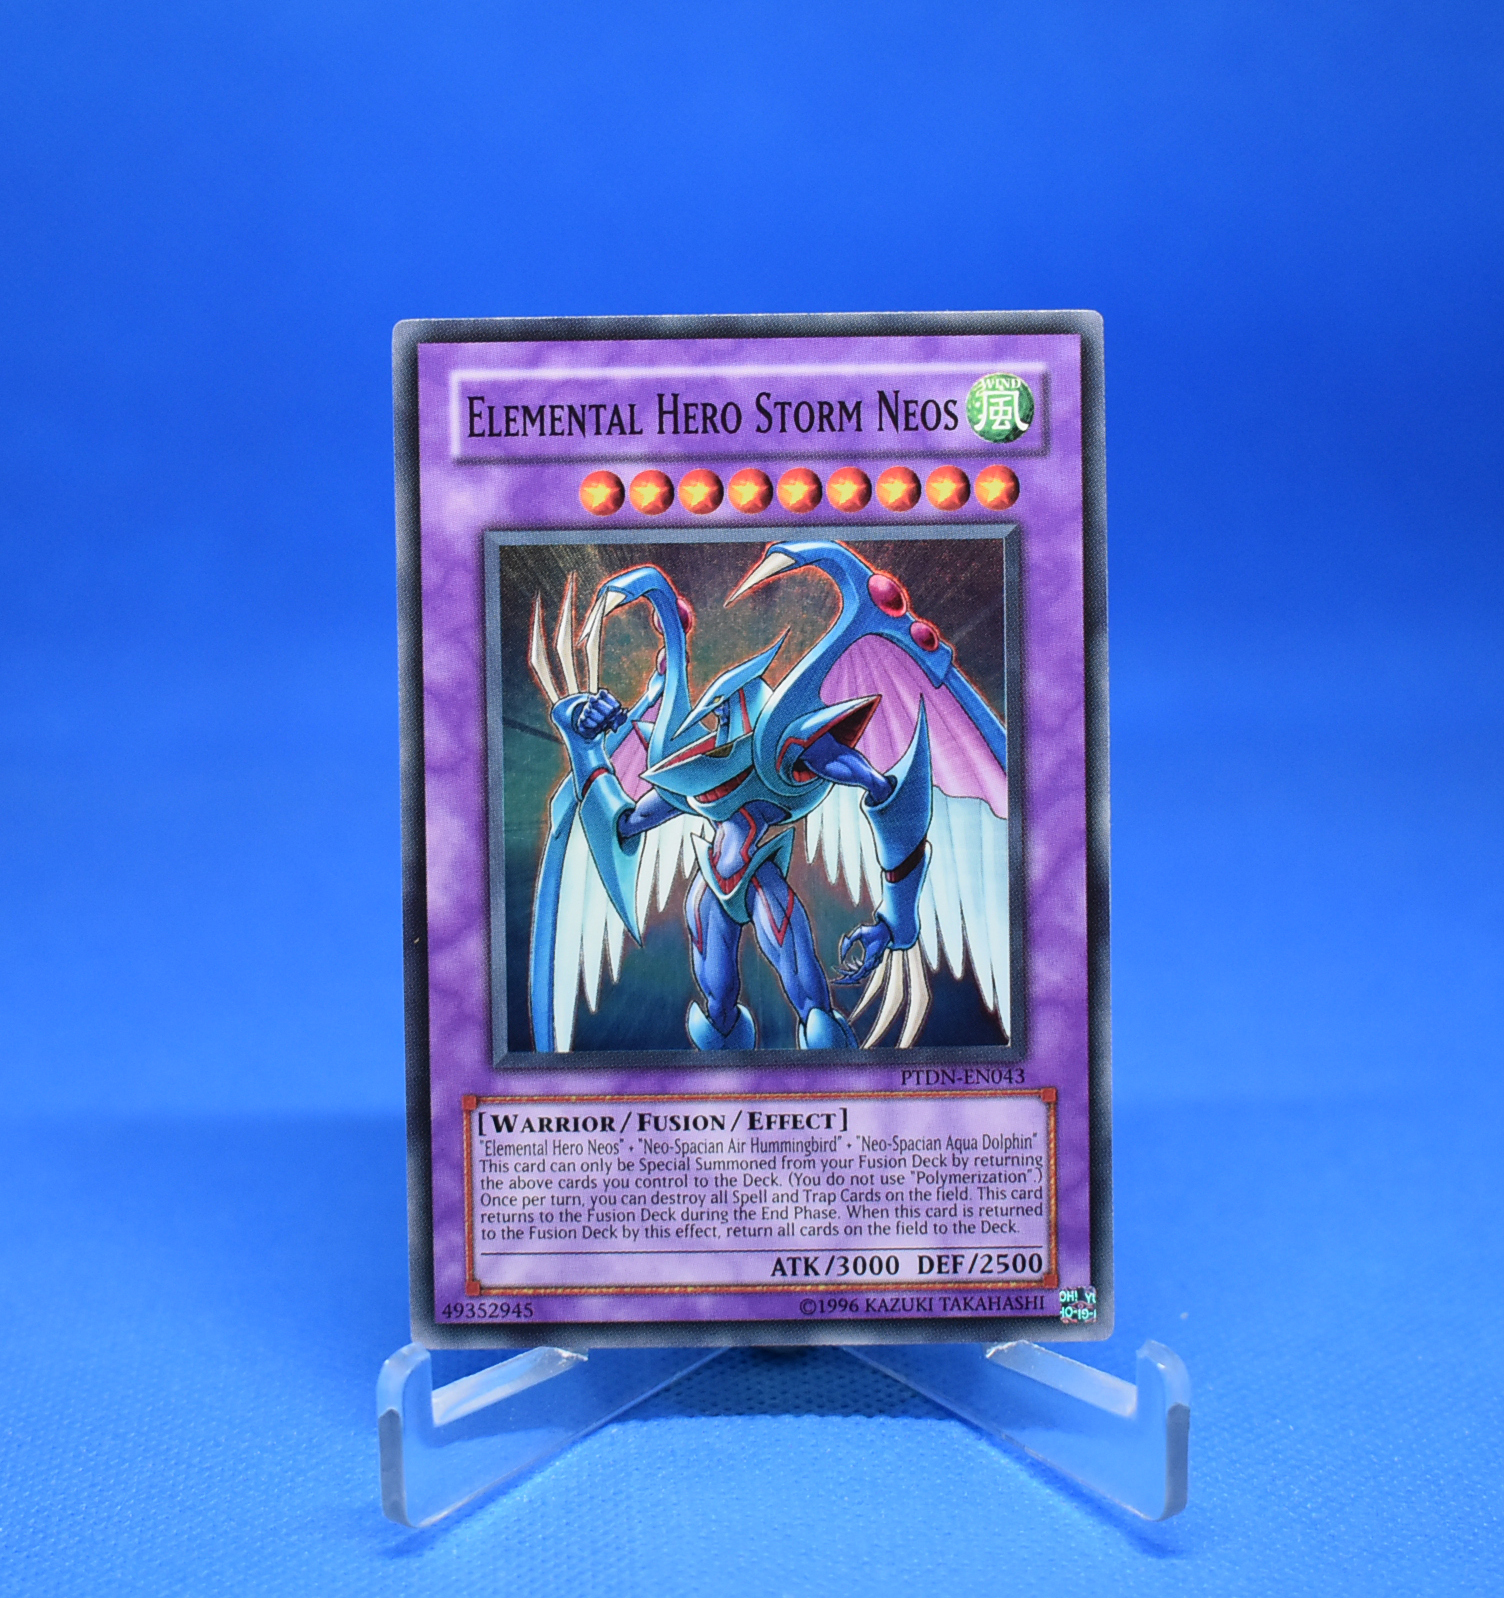 Elemental Hero Storm Neos
WIND
風
PTDN-EN043
[Warrior/Fusion/Effect]
"Elemental Hero Neos" + "Neo-Spacian Air Hummingbird" + "Neo-Spacian Aqua Dolphin"
This card can only be Special Summoned from your Fusion Deck by returning
the above cards you control to the Deck. (You do not use "Polymerization".)
Once per turn, you can destroy all Spell and Trap Cards on the field. This card
returns to the Fusion Deck during the End Phase. When this card is returned
to the Fusion Deck by this effect, return all cards on the field to the Deck.
ATK/3000 DEF/2500
49352945
©1996 KAZUKI TAKAHASHI